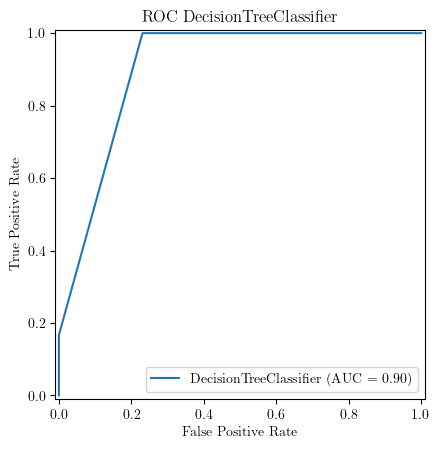 ROC DecisionTreeClassifier
1.0
0.8
0.6
0.4
0.2
0.0
True Positive Rate
DecisionTreeClassifier (AUC = 0.90)
0.0 0.2 0.4 0.6 0.8 1.0
False Positive Rate